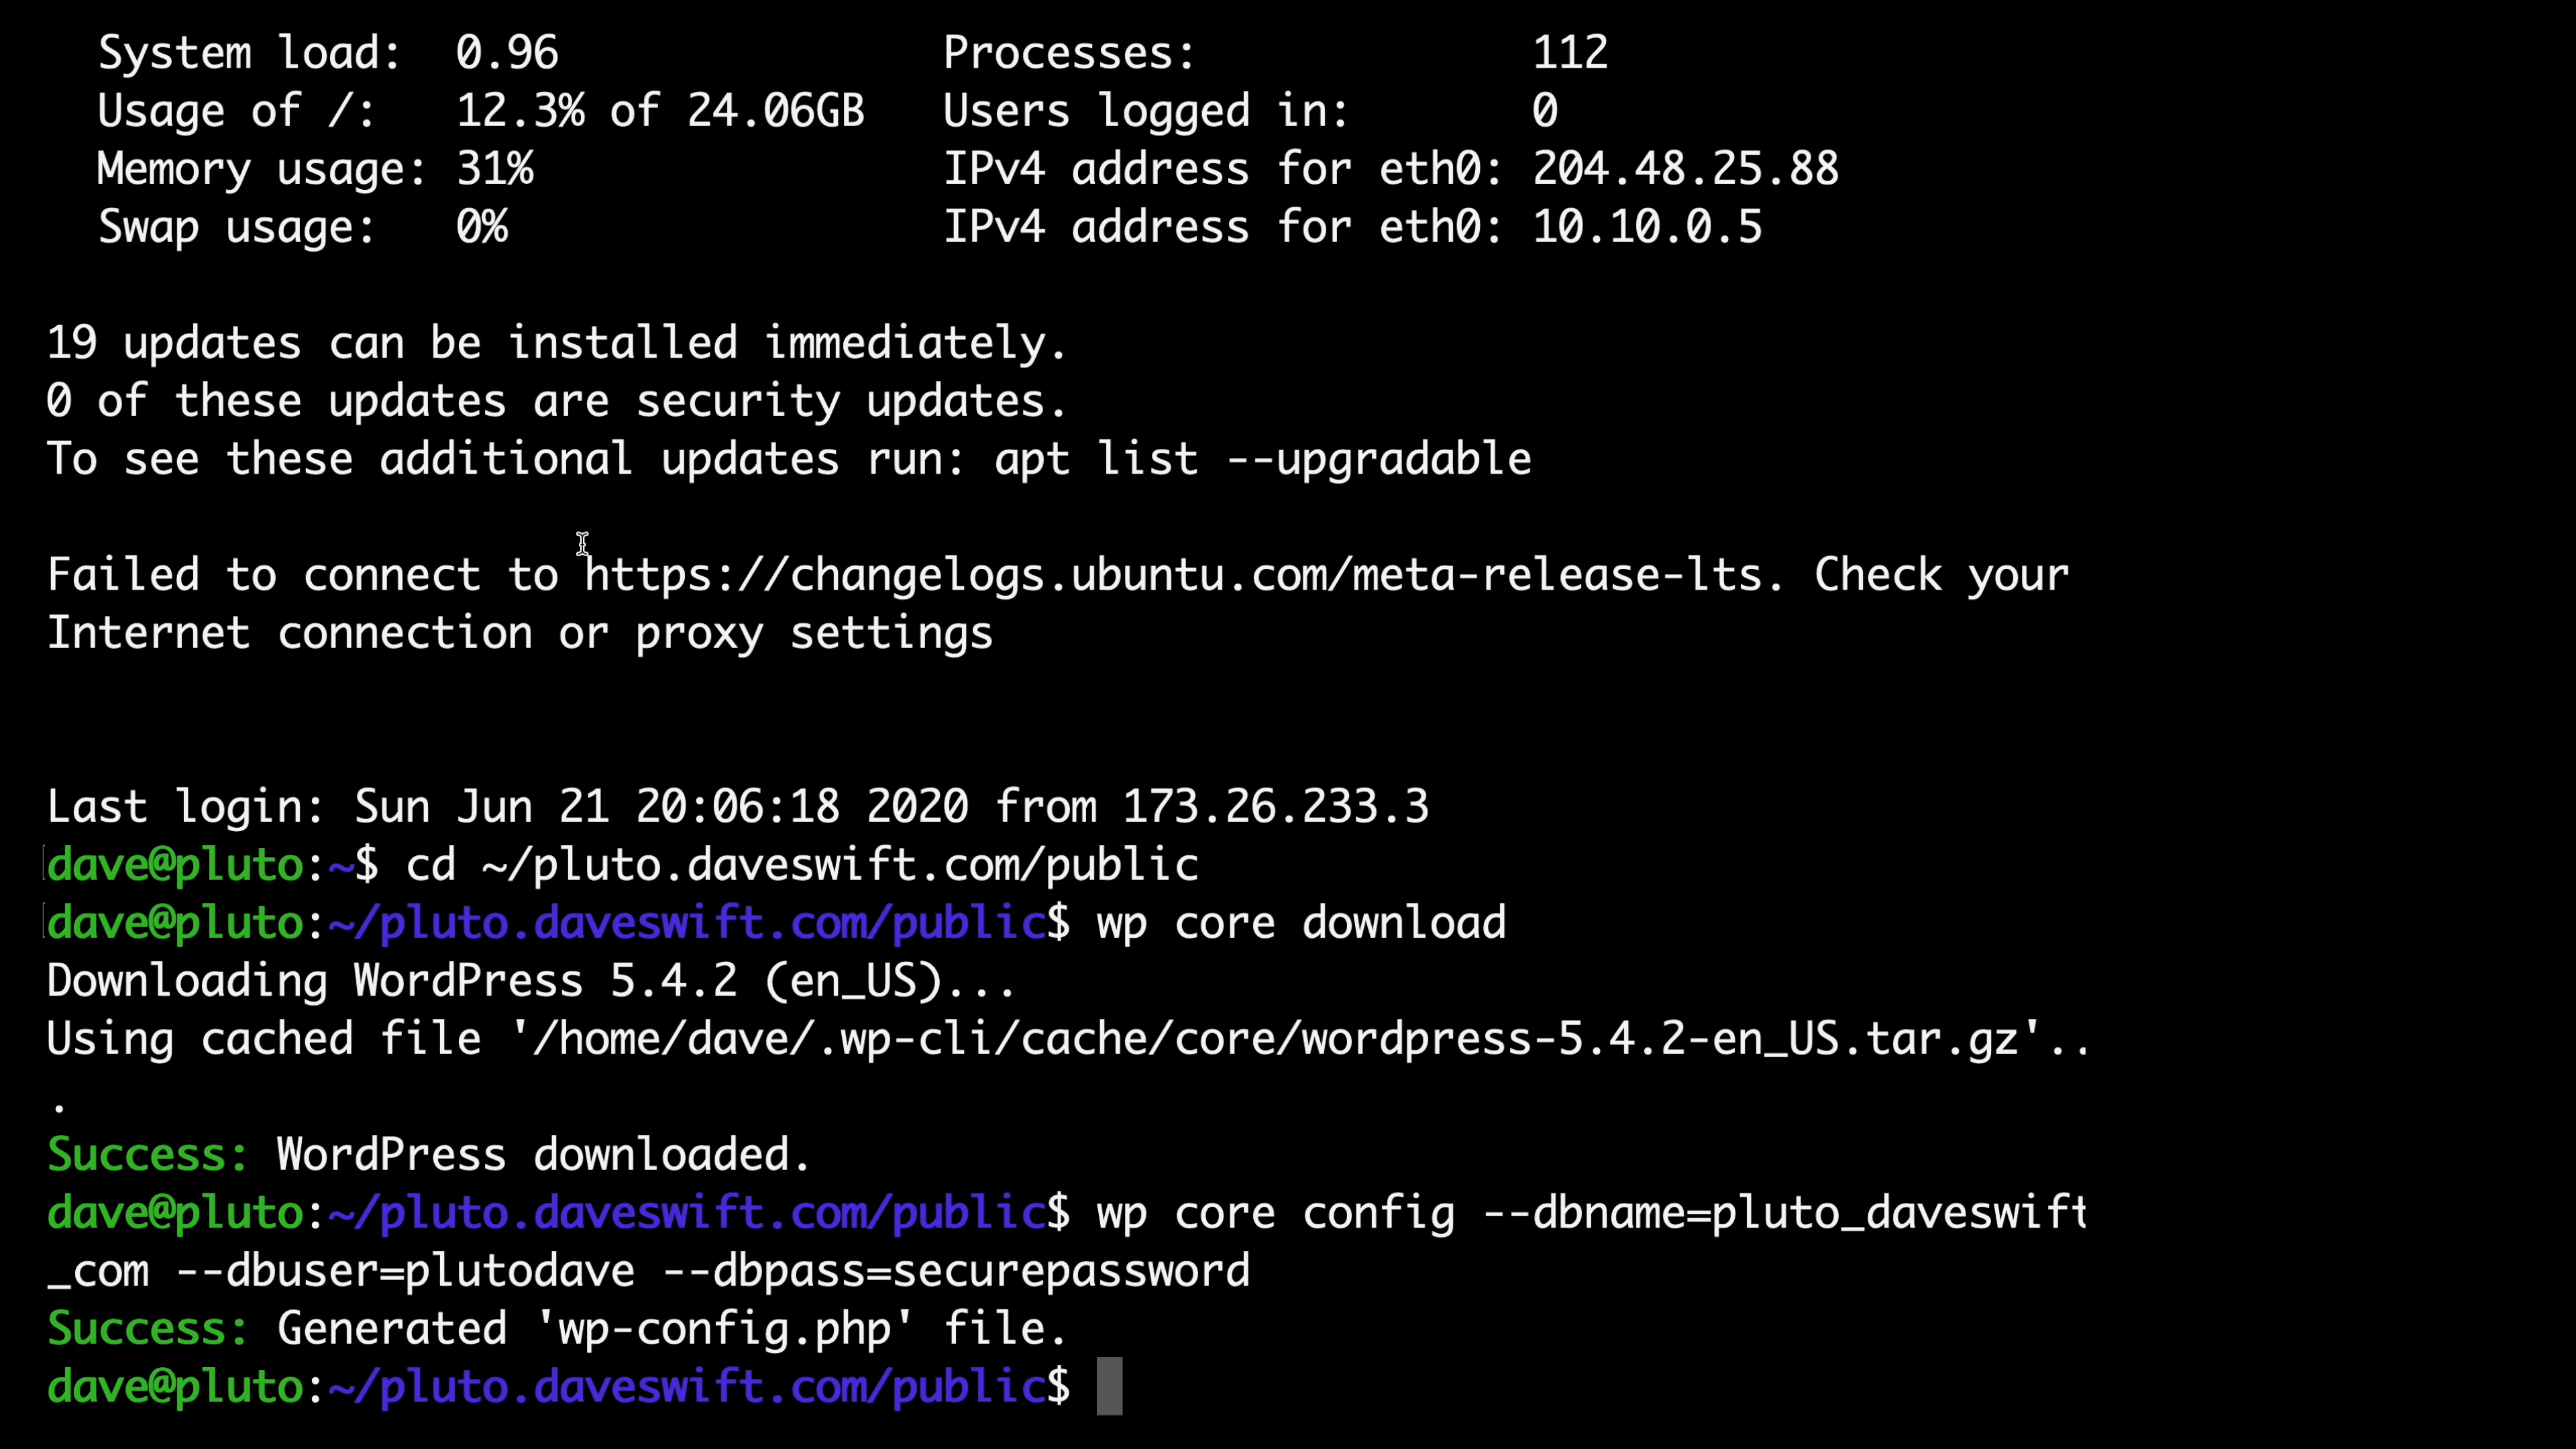 System load:  0.96               Processes:             112
Usage of /:   12.3% of 24.06GB   Users logged in:       0
Memory usage: 31%                IPv4 address for eth0: 204.48.25.88
Swap usage:   0%                 IPv4 address for eth0: 10.10.0.5
19 updates can be installed immediately.
0 of these updates are security updates.
To see these additional updates run: apt list --upgradable
Failed to connect to https://changelogs.ubuntu.com/meta-release-lts. Check your
Internet connection or proxy settings
Last login: Sun Jun 21 20:06:18 2020 from 173.26.233.3
dave@pluto:~$ cd ~/pluto.daveswift.com/public
dave@pluto:~/pluto.daveswift.com/public$ wp core download
Downloading WordPress 5.4.2 (en_US)...
Using cached file '/home/dave/.wp-cli/cache/core/wordpress-5.4.2-en_US.tar.gz'..
.
Success: WordPress downloaded.
dave@pluto:~/pluto.daveswift.com/public$ wp core config --dbname=pluto_daveswift
_com --dbuser=plutodave --dbpass=securepassword
Success: Generated 'wp-config.php' file.
dave@pluto:~/pluto.daveswift.com/public$